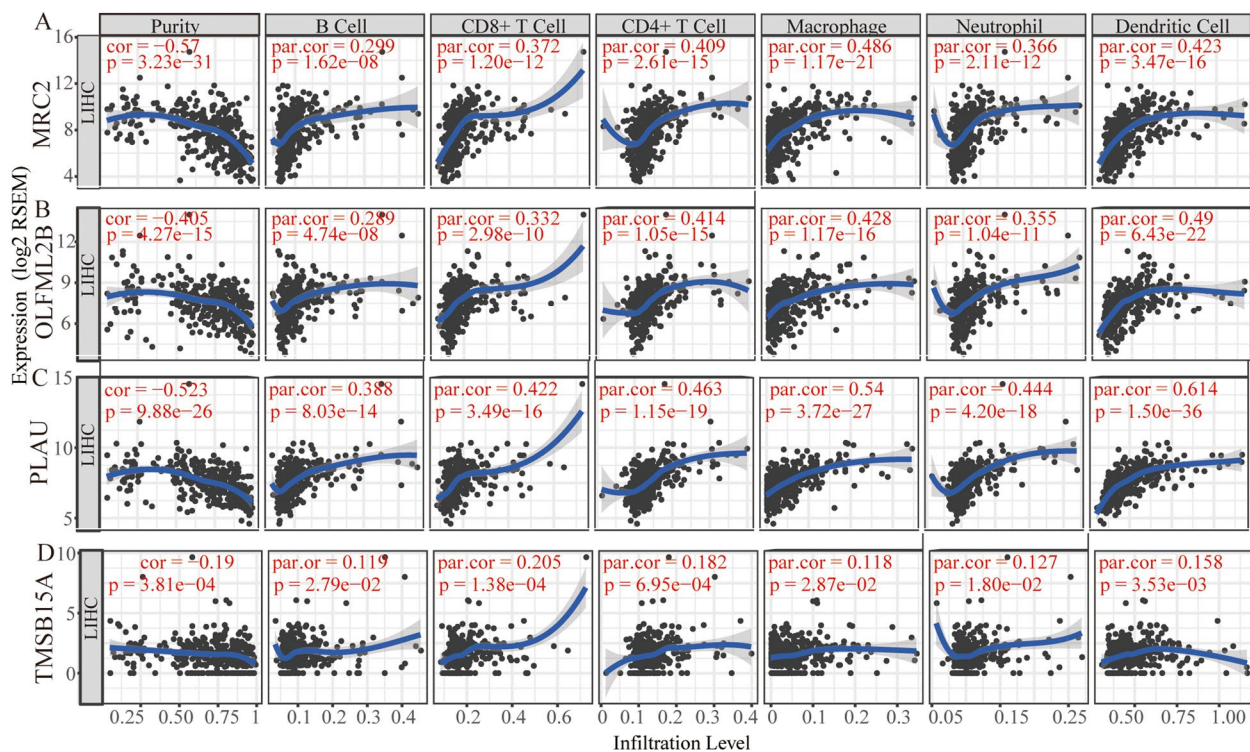 A
Purity
B Cell
CD8+ T Cell
CD4+ T Cell
Macrophage
Neutrophil
Dendritic Cell
Expression (log2 RSEM)
MRC2
LIHC
16
12
8
4
cor = −0.57
p = 3.23e−31
par.cor = 0.299
p = 1.62e−08
par.cor = 0.372
p = 1.20e−12
par.cor = 0.409
p = 2.61e−15
par.cor = 0.486
p = 1.17e−21
par.cor = 0.366
p = 2.11e−12
par.cor = 0.423
p = 3.47e−16
B
OLFML2B
LIHC
12
9
6
cor = −0.405
p = 4.27e−15
par.cor = 0.289
p = 4.74e−08
par.cor = 0.332
p = 2.98e−10
par.cor = 0.414
p = 1.05e−15
par.cor = 0.428
p = 1.17e−16
par.cor = 0.355
p = 1.04e−11
par.cor = 0.49
p = 6.43e−22
C
PLAU
LIHC
15
10
5
cor = −0.523
p = 9.88e−26
par.cor = 0.388
p = 8.03e−14
par.cor = 0.422
p = 3.49e−16
par.cor = 0.463
p = 1.15e−19
par.cor = 0.54
p = 3.72e−27
par.cor = 0.444
p = 4.20e−18
par.cor = 0.614
p = 1.50e−36
D
TMSB15A
LIHC
10
5
0
cor = −0.19
p = 3.81e−04
par.cor = 0.119
p = 2.79e−02
par.cor = 0.205
p = 1.38e−04
par.cor = 0.182
p = 6.95e−04
par.cor = 0.118
p = 2.87e−02
par.cor = 0.127
p = 1.80e−02
par.cor = 0.158
p = 3.53e−03
0.25 0.50 0.75 1
0.1 0.2 0.3 0.4
0.2 0.4 0.6
0 0.1 0.2 0.3 0.4
0 0.1 0.2 0.3
0.05 0.15 0.25
0.50 0.75 1.00
Infiltration Level